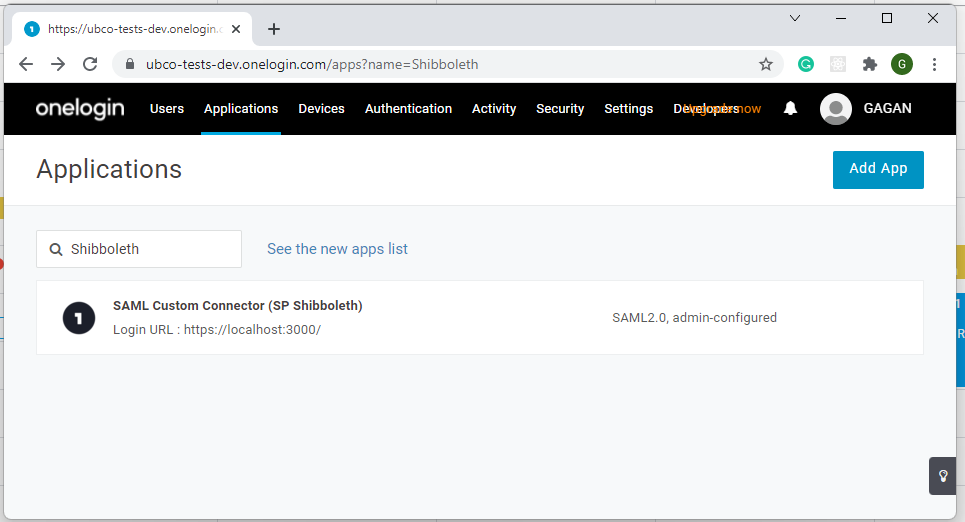 https://ubco-tests-dev.onelogin.c
ubco-tests-dev.onelogin.com/apps?name=Shibboleth
G
onelogin Users Applications Devices Authentication Activity Security Settings Developers Upgrade now GAGAN
Applications
Add App
Shibboleth
See the new apps list
1
SAML Custom Connector (SP Shibboleth)
Login URL : https://localhost:3000/
SAML2.0, admin-configured